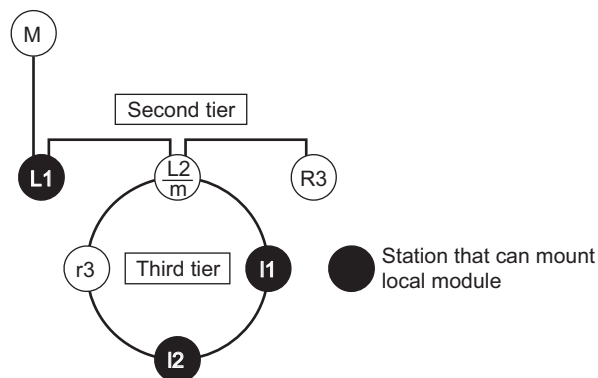 M
Second tier
L1
L2
m
R3
r3
Third tier
l1
Station that can mount
local module
l2